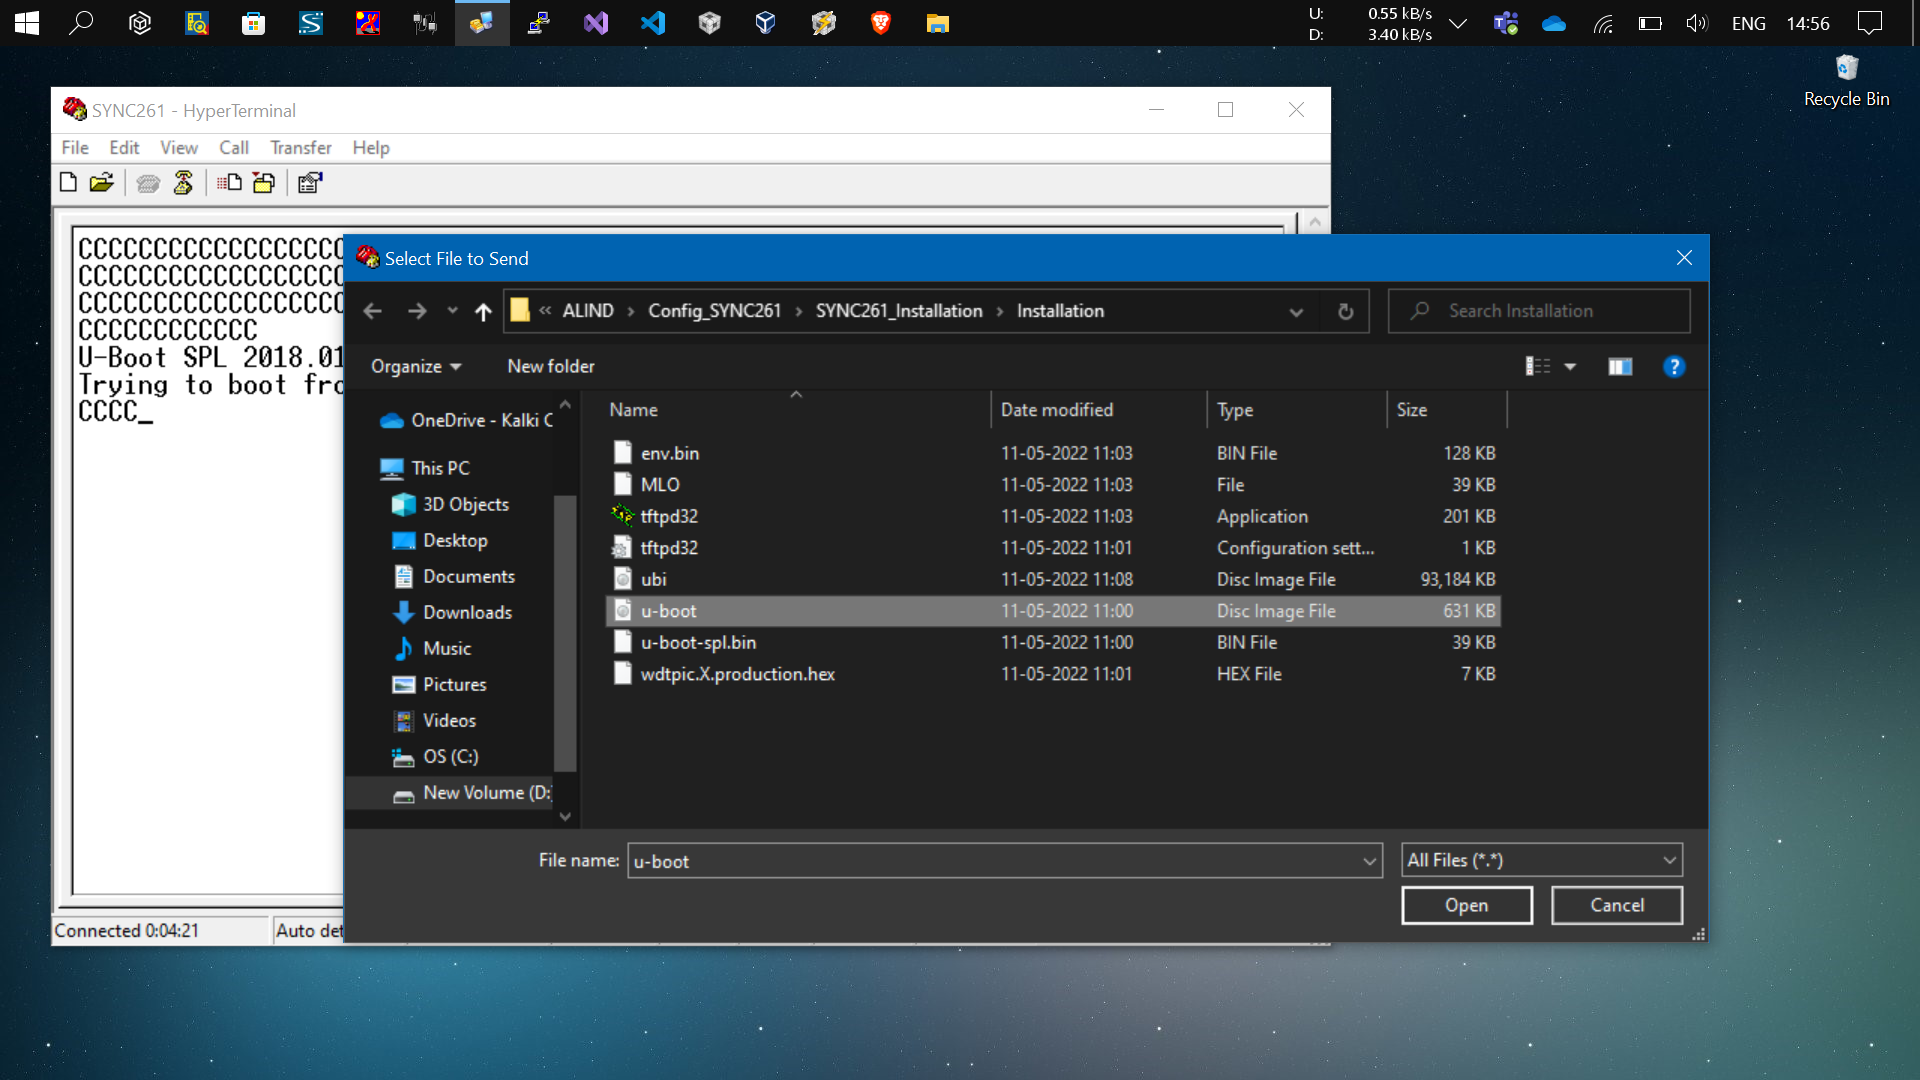 U: 0.55 kB/s
D: 3.40 kB/s
ENG 14:56
Recycle Bin
SYNC261 - HyperTerminal
File Edit View Call Transfer Help
CCCCCCCCCCCCCCCCCC
CCCCCCCCCCCCCCCCCC
CCCCCCCCCCCCCCCCCC
CCCCCCCCCCCC
U-Boot SPL 2018.01
Trying to boot fro
CCCC_
Connected 0:04:21 Auto det
Select File to Send
« ALIND › Config_SYNC261 › SYNC261_Installation › Installation
Search Installation
Organize New folder
OneDrive - Kalki C
This PC
3D Objects
Desktop
Documents
Downloads
Music
Pictures
Videos
OS (C:)
New Volume (D:)
Name Date modified Type Size
env.bin 11-05-2022 11:03 BIN File 128 KB
MLO 11-05-2022 11:03 File 39 KB
tftpd32 11-05-2022 11:03 Application 201 KB
tftpd32 11-05-2022 11:01 Configuration sett... 1 KB
ubi 11-05-2022 11:08 Disc Image File 93,184 KB
u-boot 11-05-2022 11:00 Disc Image File 631 KB
u-boot-spl.bin 11-05-2022 11:00 BIN File 39 KB
wdtpic.X.production.hex 11-05-2022 11:01 HEX File 7 KB
File name: u-boot
All Files (*.*)
Open Cancel